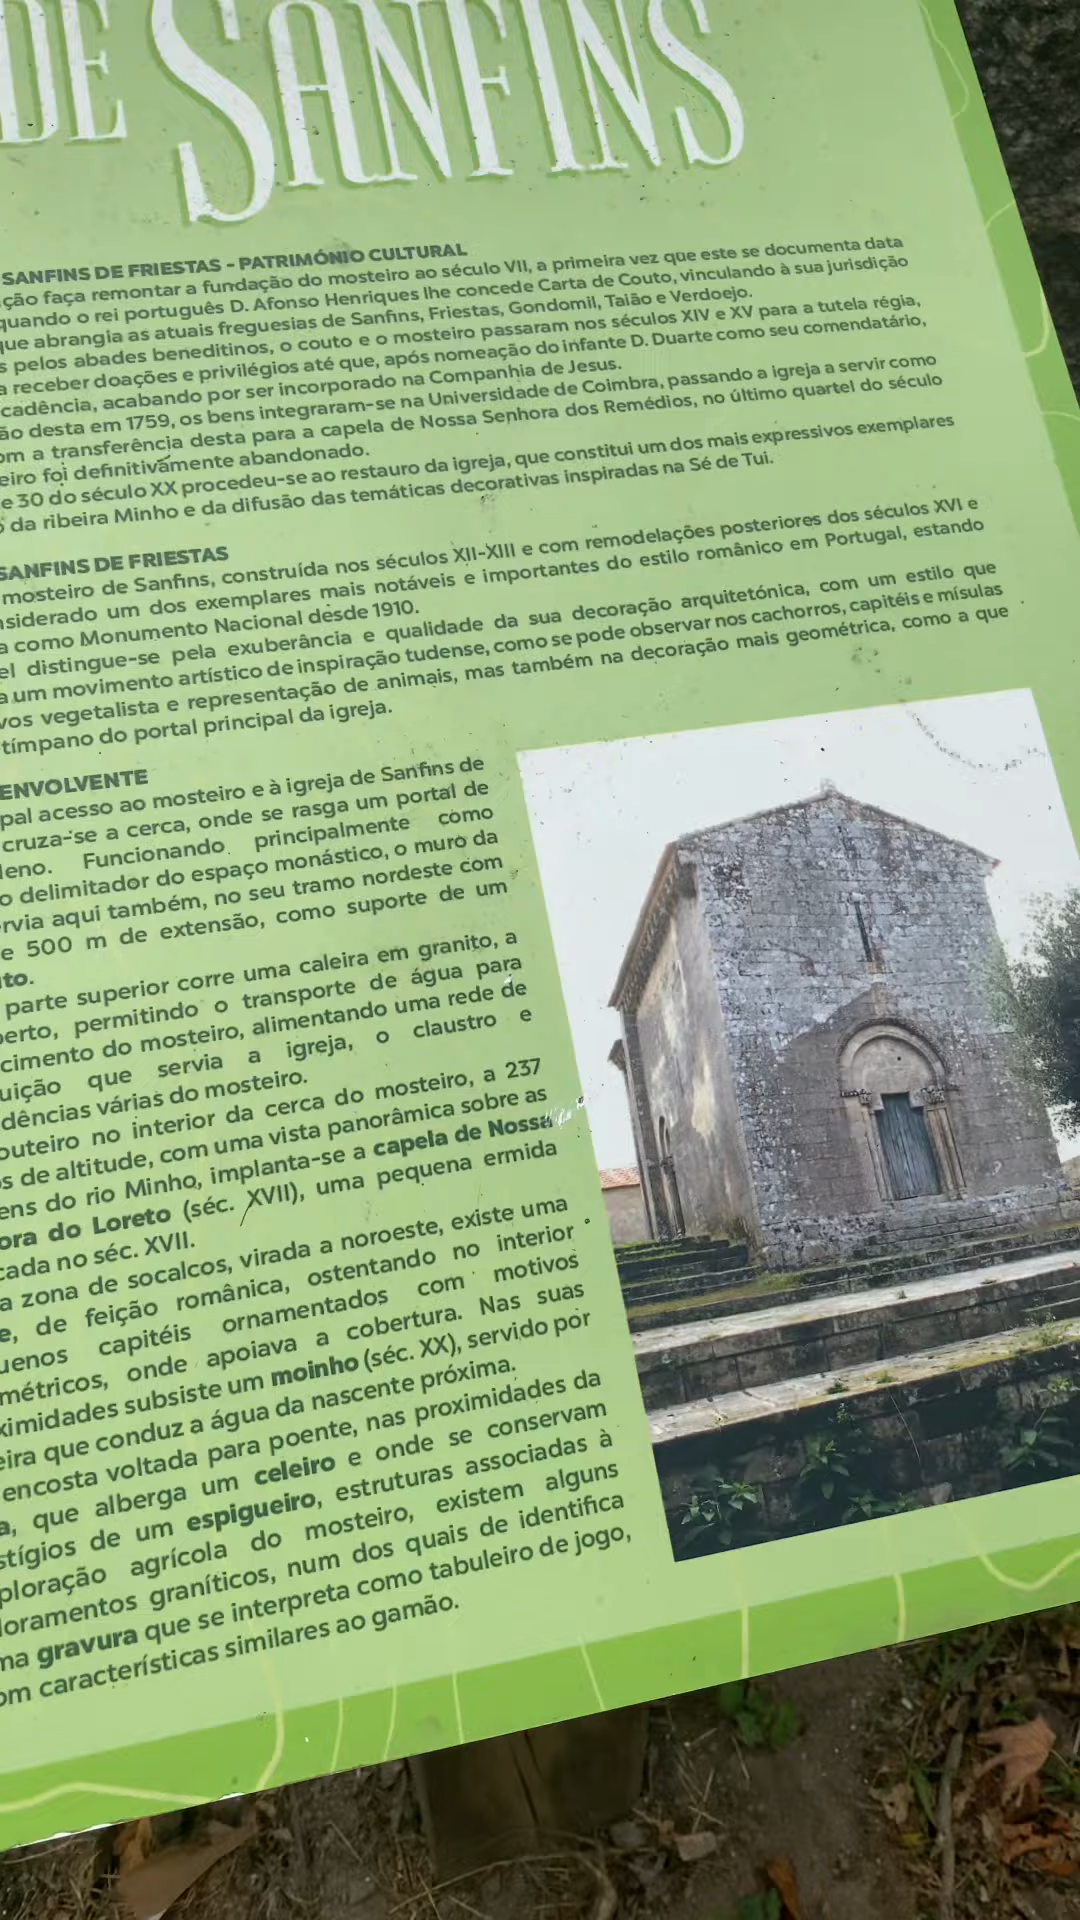 DE SANFINS
SANFINS DE FRIESTAS - PATRIMÓNIO CULTURAL
ção faça remontar a fundação do mosteiro ao século VII, a primeira vez que este se documenta data
quando o rei português D. Afonso Henriques lhe concede Carta de Couto, vinculando à sua jurisdição
que abrangia as atuais freguesias de Sanfins, Friestas, Gondomil, Taião e Verdoejo.
s pelos abades beneditinos, o couto e o mosteiro passaram nos séculos XIV e XV para a tutela régia,
a receber doações e privilégios até que, após nomeação do infante D. Duarte como seu comendatário,
cadência, acabando por ser incorporado na Companhia de Jesus.
ão desta em 1759, os bens integraram-se na Universidade de Coimbra, passando a igreja a servir como
om a transferência desta para a capela de Nossa Senhora dos Remédios, no último quartel do século
eiro foi definitivamente abandonado.
e 30 do século XX procedeu-se ao restauro da igreja, que constitui um dos mais expressivos exemplares
o da ribeira Minho e da difusão das temáticas decorativas inspiradas na Sé de Tui.
SANFINS DE FRIESTAS
mosteiro de Sanfins, construída nos séculos XII-XIII e com remodelações posteriores dos séculos XVI e
nsiderado um dos exemplares mais notáveis e importantes do estilo românico em Portugal, estando
a como Monumento Nacional desde 1910.
el distingue-se pela exuberância e qualidade da sua decoração arquitetónica, com um estilo que
a um movimento artístico de inspiração tudense, como se pode observar nos cachorros, capitéis e mísulas
vos vegetalista e representação de animais, mas também na decoração mais geométrica, como a que
tímpano do portal principal da igreja.
ENVOLVENTE
pal acesso ao mosteiro e à igreja de Sanfins de
cruza-se a cerca, onde se rasga um portal de
leno. Funcionando principalmente como
o delimitador do espaço monástico, o muro da
ervia aqui também, no seu tramo nordeste com
e 500 m de extensão, como suporte de um
to.
parte superior corre uma caleira em granito, a
berto, permitindo o transporte de água para
cimento do mosteiro, alimentando uma rede de
uição que servia a igreja, o claustro e
dências várias do mosteiro.
outeiro no interior da cerca do mosteiro, a 237
os de altitude, com uma vista panorâmica sobre as
ens do rio Minho, implanta-se a capela de Nossa
ora do Loreto (séc. XVII), uma pequena ermida
cada no séc. XVII.
a zona de socalcos, virada a noroeste, existe uma
e, de feição românica, ostentando no interior
uenos capitéis ornamentados com motivos
métricos, onde apoiava a cobertura. Nas suas
ximidades subsiste um moinho (séc. XX), servido por
eira que conduz a água da nascente próxima.
encosta voltada para poente, nas proximidades da
a, que alberga um celeiro e onde se conservam
stígios de um espigueiro, estruturas associadas à
ploração agrícola do mosteiro, existem alguns
loramentos graníticos, num dos quais de identifica
ma gravura que se interpreta como tabuleiro de jogo,
om características similares ao gamão.